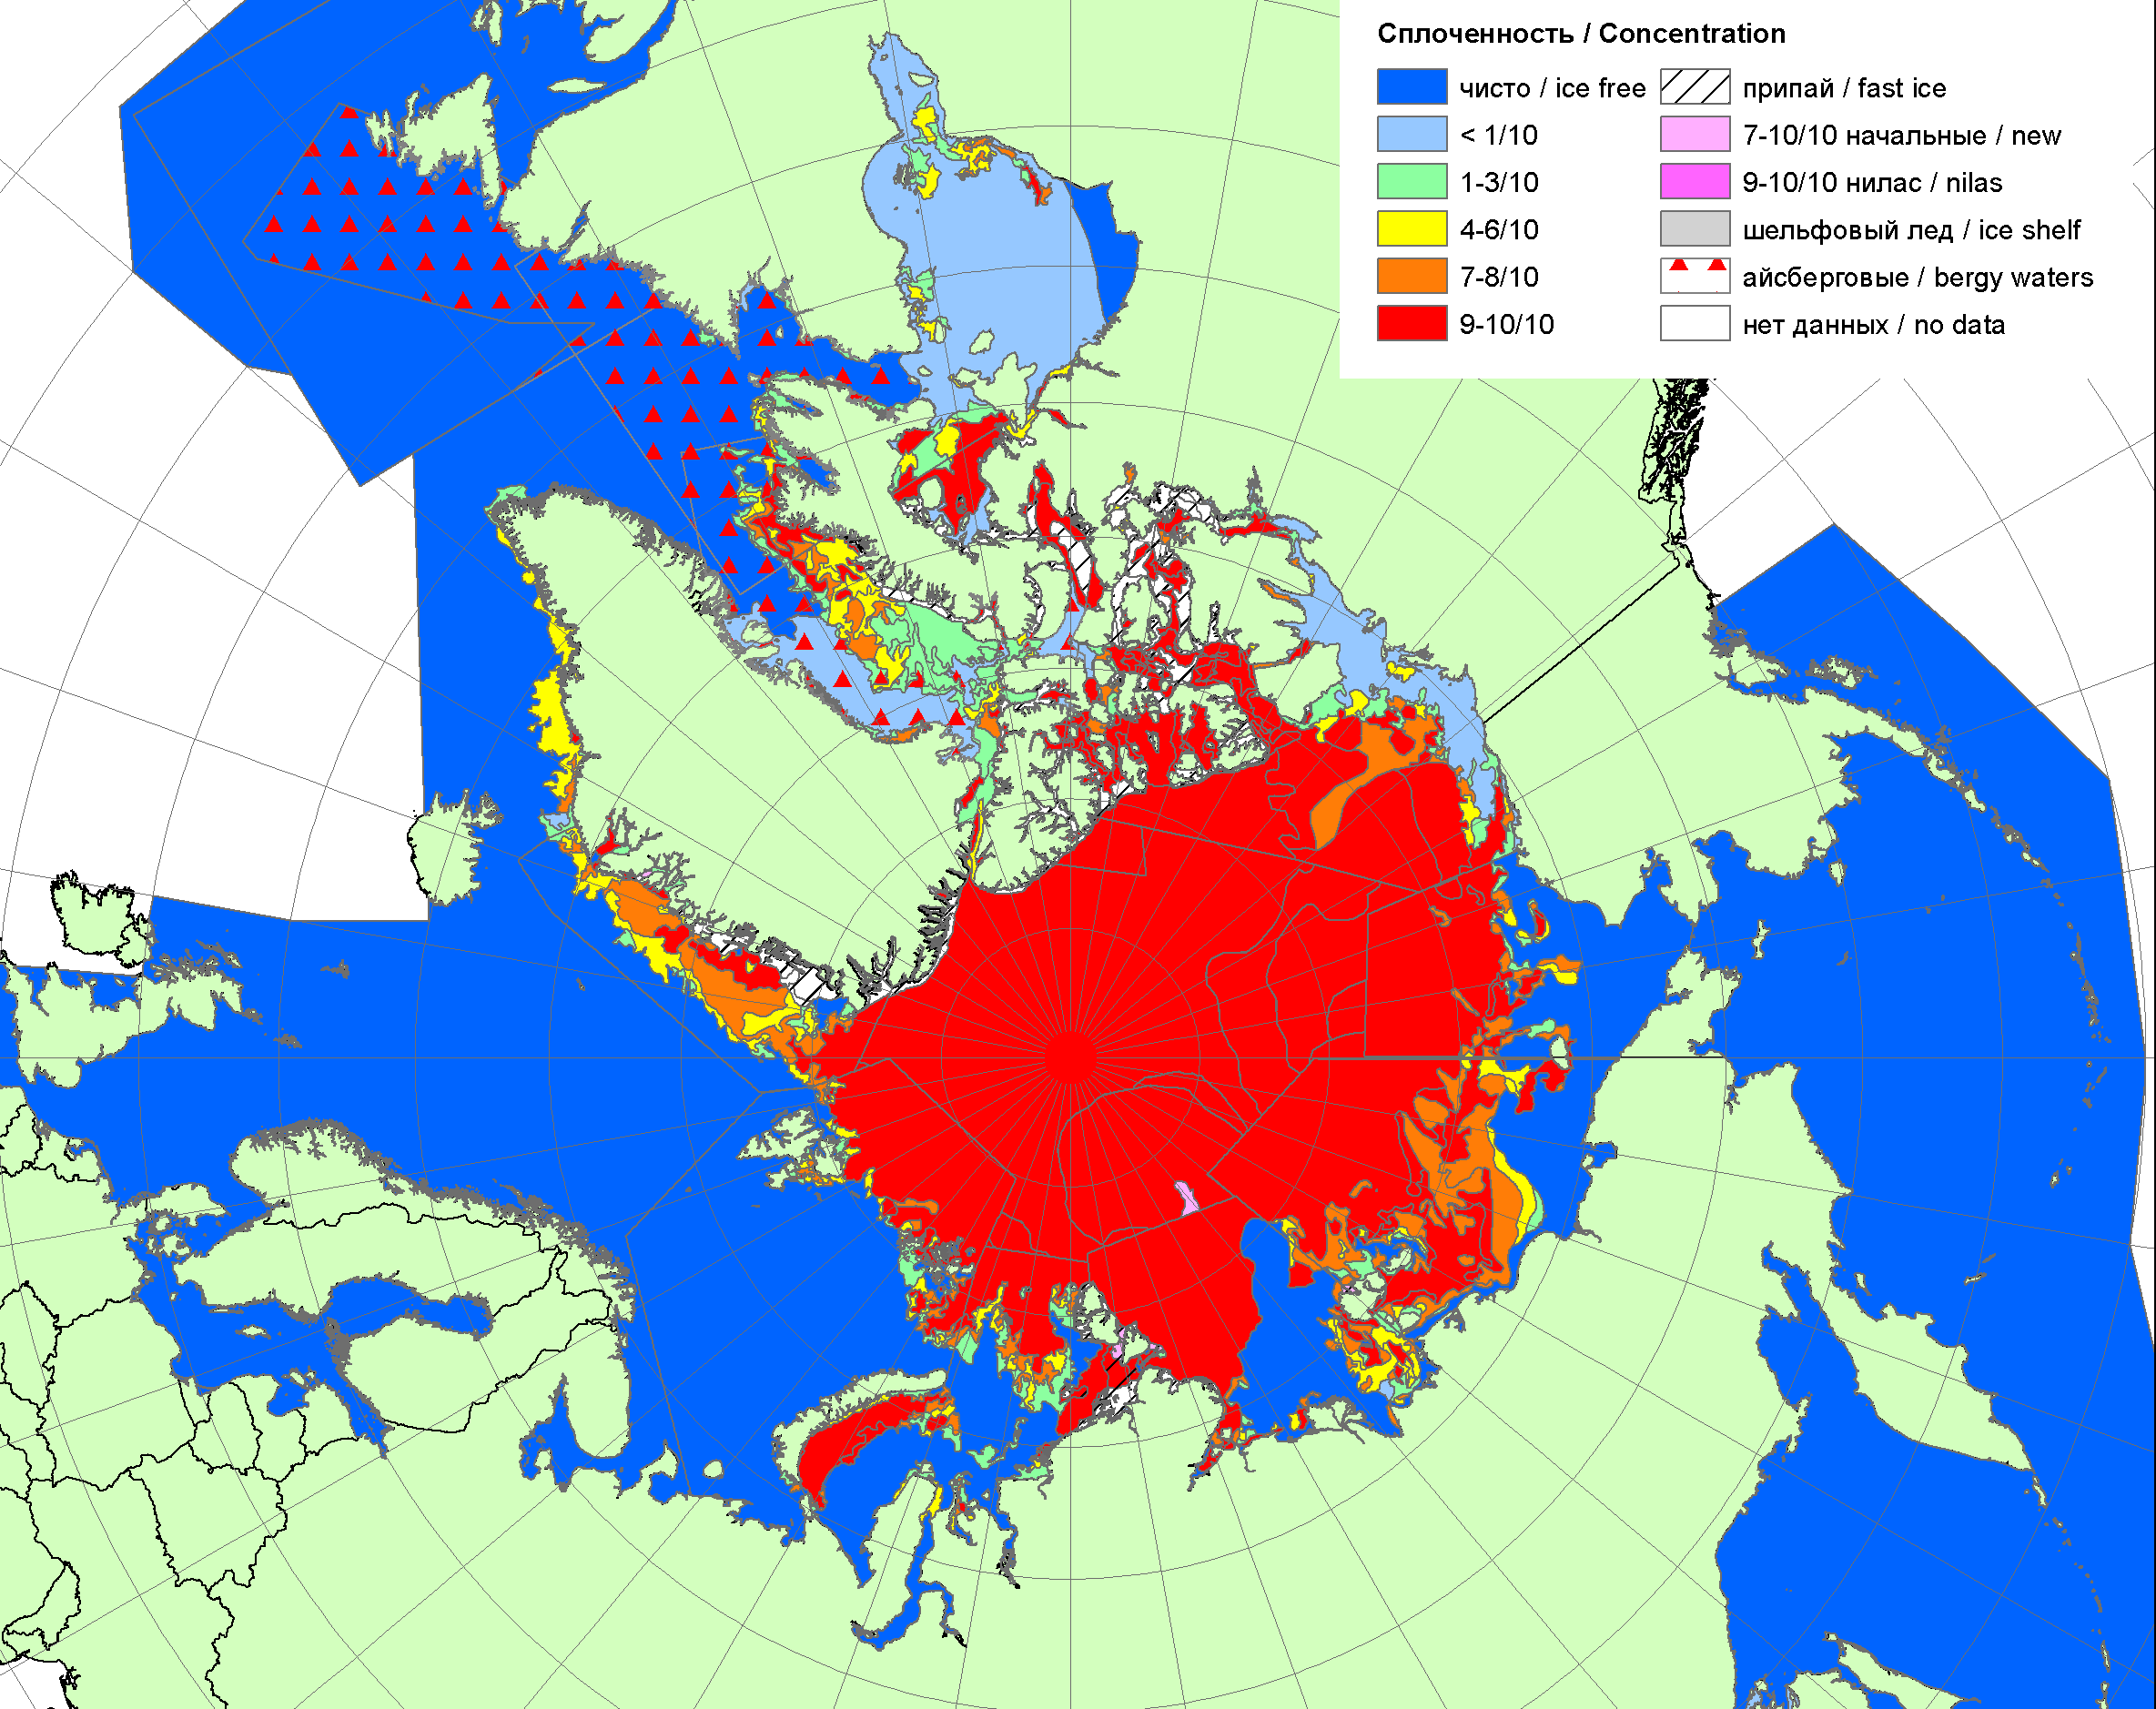 Сплоченность / Concentration
чисто / ice free
< 1/10
1-3/10
4-6/10
7-8/10
9-10/10
припай / fast ice
7-10/10 начальные / new
9-10/10 нилас / nilas
шельфовый лед / ice shelf
айсберговые / bergy waters
нет данных / no data